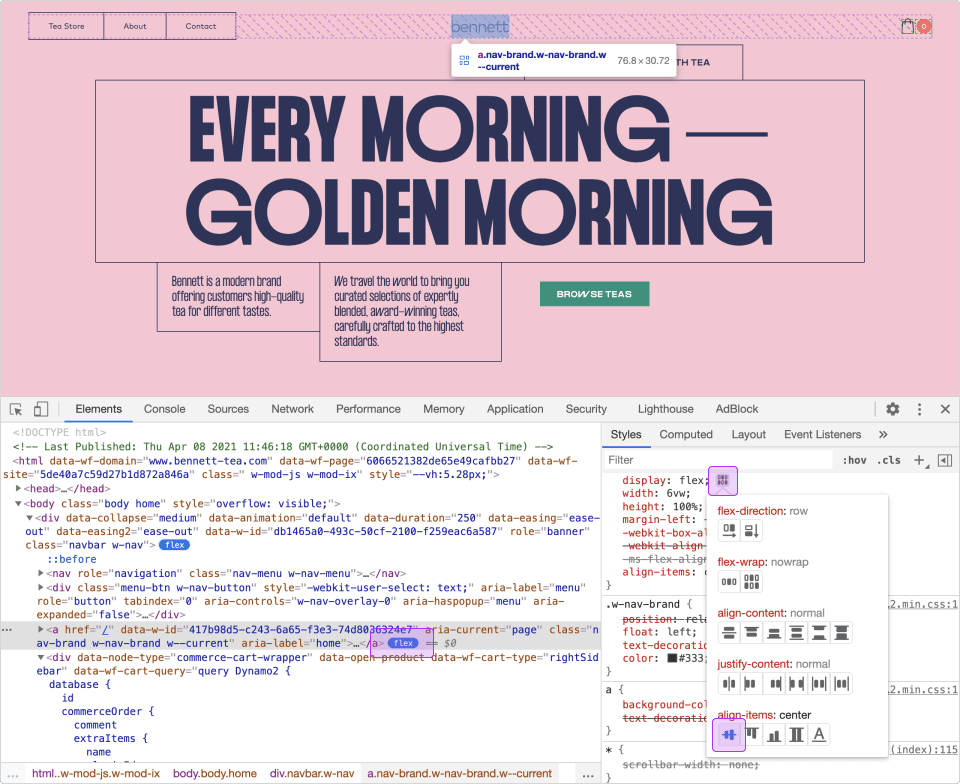 Tea Store About Contact bennett 0
a.nav-brand.w-nav-brand.w
--current 76.8 × 30.72
TH TEA
EVERY MORNING —
GOLDEN MORNING
Bennett is a modern brand
offering customers high-quality
tea for different tastes.
We travel the world to bring you
curated selections of expertly
blended, award-winning teas,
carefully crafted to the highest
standards.
BROWSE TEAS
Elements Console Sources Network Performance Memory Application Security Lighthouse AdBlock
<!DOCTYPE html>
<!-- Last Published: Thu Apr 08 2021 11:46:18 GMT+0000 (Coordinated Universal Time) -->
<html data-wf-domain="www.bennett-tea.com" data-wf-page="6066521382de65e49cafbb27" data-wf-
site="5de40a7c59d21b1d872a846a" class=" w-mod-js w-mod-ix" style="--vh:5.28px;">
<head>…</head>
<body class="body home" style="overflow: visible;">
<div data-collapse="medium" data-animation="default" data-duration="250" data-easing="ease-
out" data-easing2="ease-out" data-w-id="db1465a0-493c-50cf-2100-f259eac6a587" role="banner"
class="navbar w-nav"> flex
::before
<nav role="navigation" class="nav-menu w-nav-menu">…</nav>
<div class="menu-btn w-nav-button" style="-webkit-user-select: text;" aria-label="menu"
role="button" tabindex="0" aria-controls="w-nav-overlay-0" aria-haspopup="menu" aria-
expanded="false">…</div>
… <a href="/" data-w-id="417b98d5-c243-6a65-f3e3-74d8036324e7" aria-current="page" class="n
av-brand w-nav-brand w--current" aria-label="home">…</a> flex == $0
<div data-node-type="commerce-cart-wrapper" data-open-product data-wf-cart-type="rightSid
ebar" data-wf-cart-query="query Dynamo2 {
database {
id
commerceOrder {
comment
extraItems {
name
… html..w-mod-js.w-mod-ix body.body.home div.navbar.w-nav a.nav-brand.w-nav-brand.w--current …
Styles Computed Layout Event Listeners »
Filter :hov .cls +
display: flex;
width: 6vw;
height: 100%;
margin-left: -
-webkit-box-al
-webkit-align-
-ms-flex-align
align-items: c
}
.w-nav-brand { 2.min.css:1
position: rela
float: left;
text-decoratio
color: #333;
}
a { 2.min.css:1
background-col
text-decoratio
}
* { (index):115
scrollbar-width: none;
flex-direction: row
flex-wrap: nowrap
align-content: normal
justify-content: normal
align-items: center
A